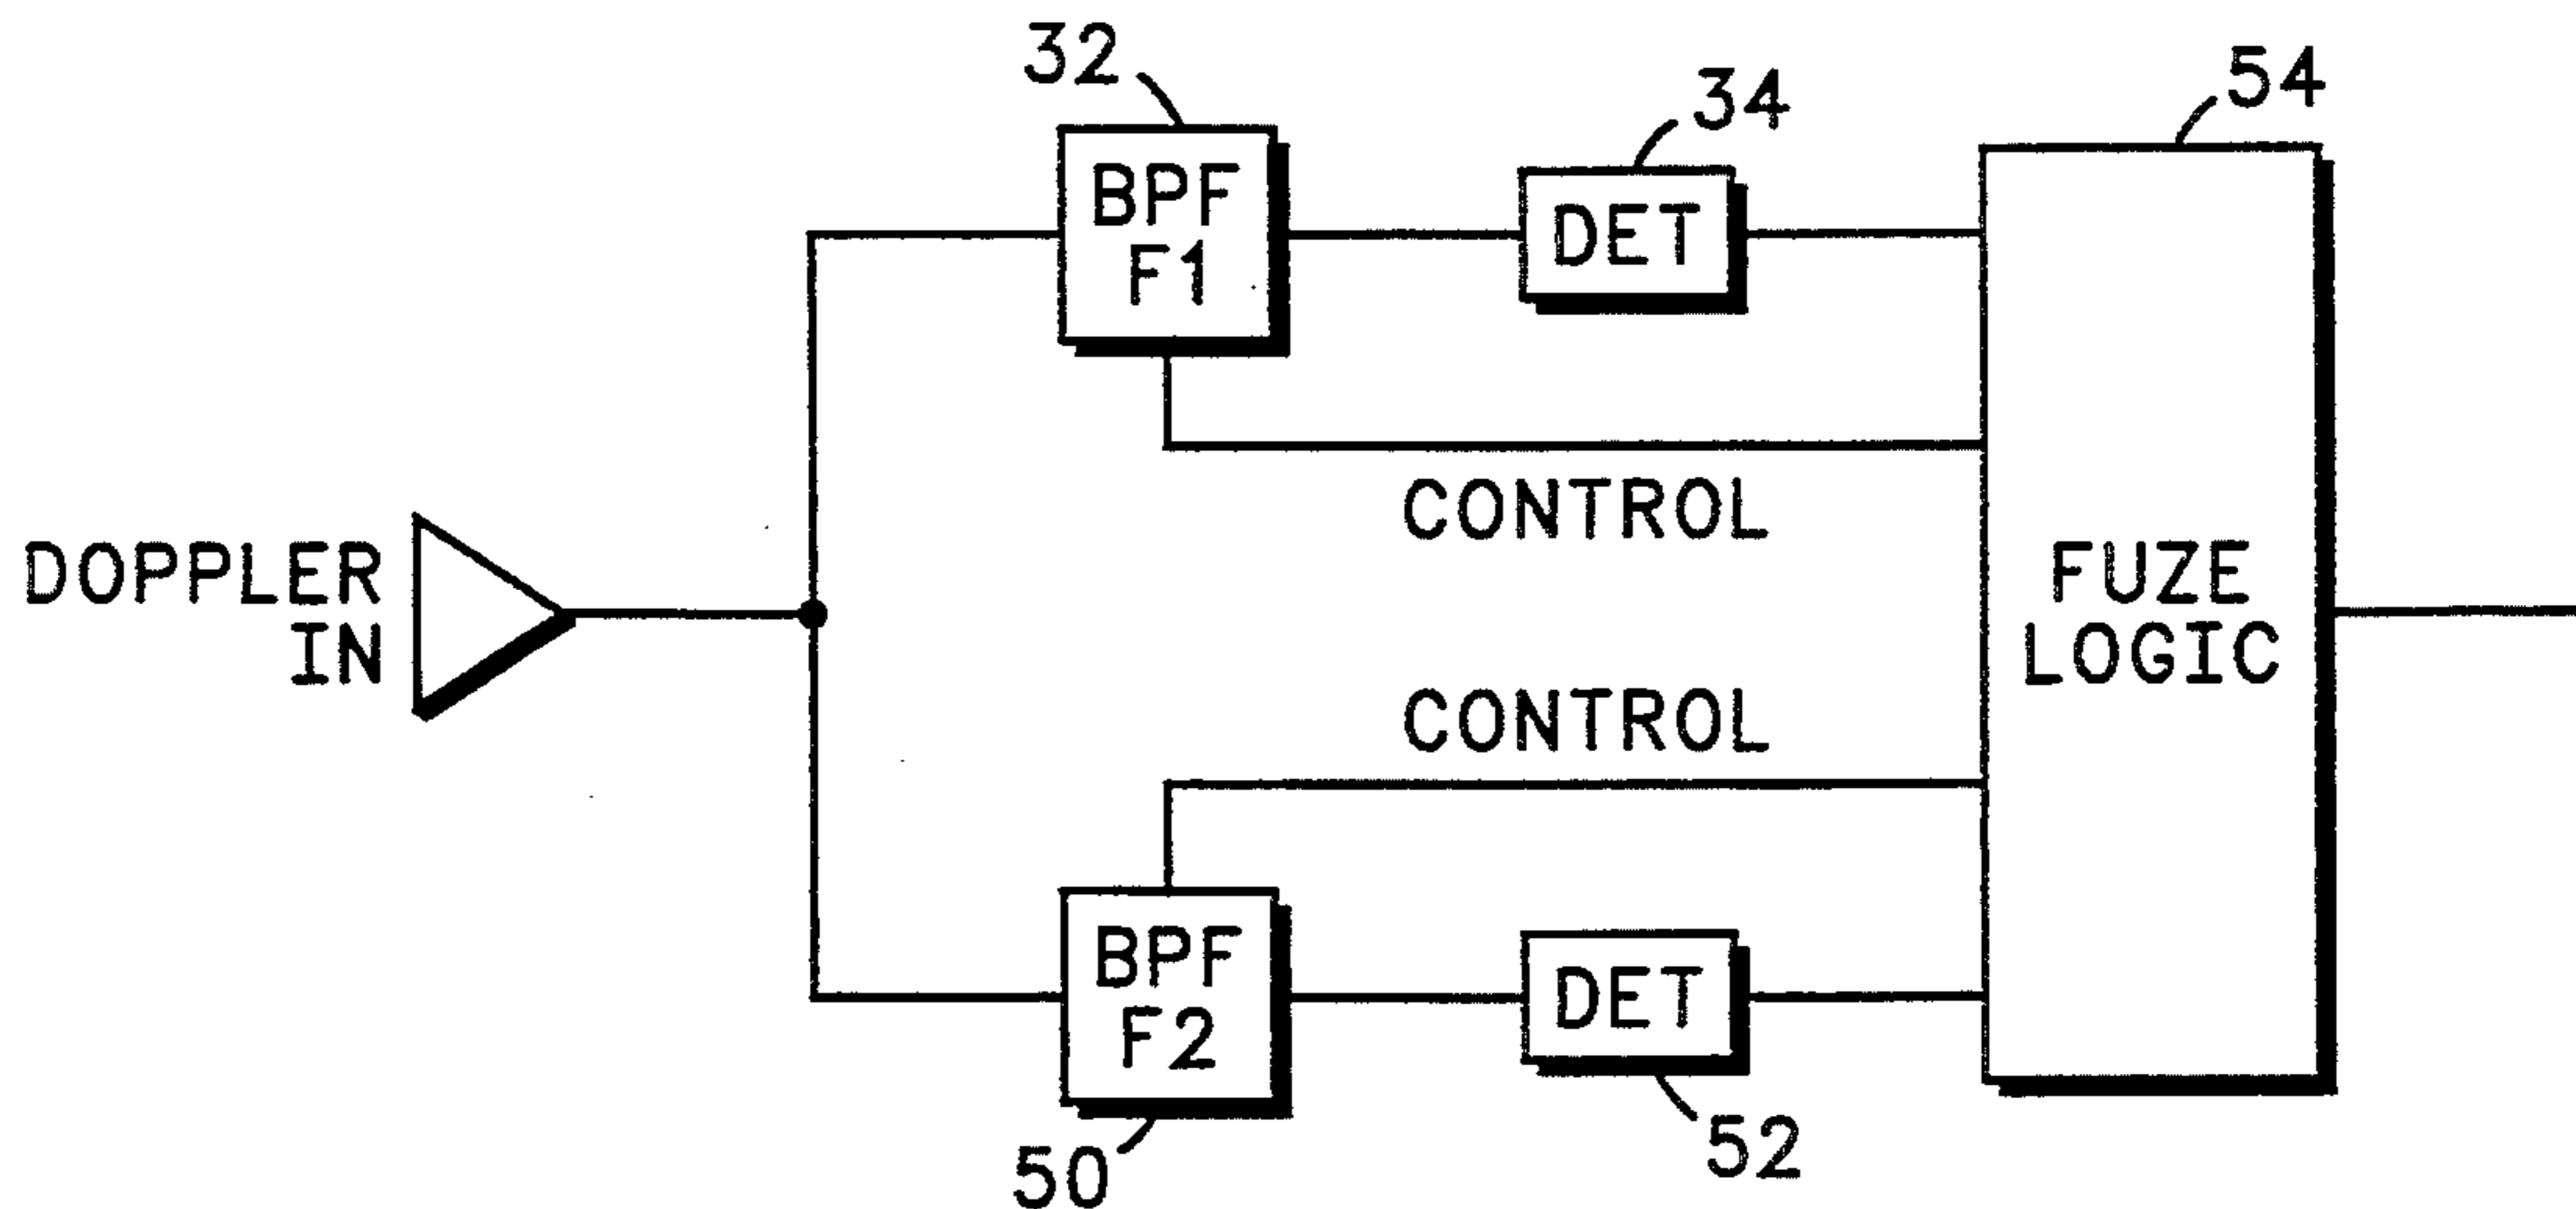 32
34
54
BPF
F1
DET
CONTROL
DOPPLER
IN
FUZE
LOGIC
CONTROL
BPF
F2
DET
50
52